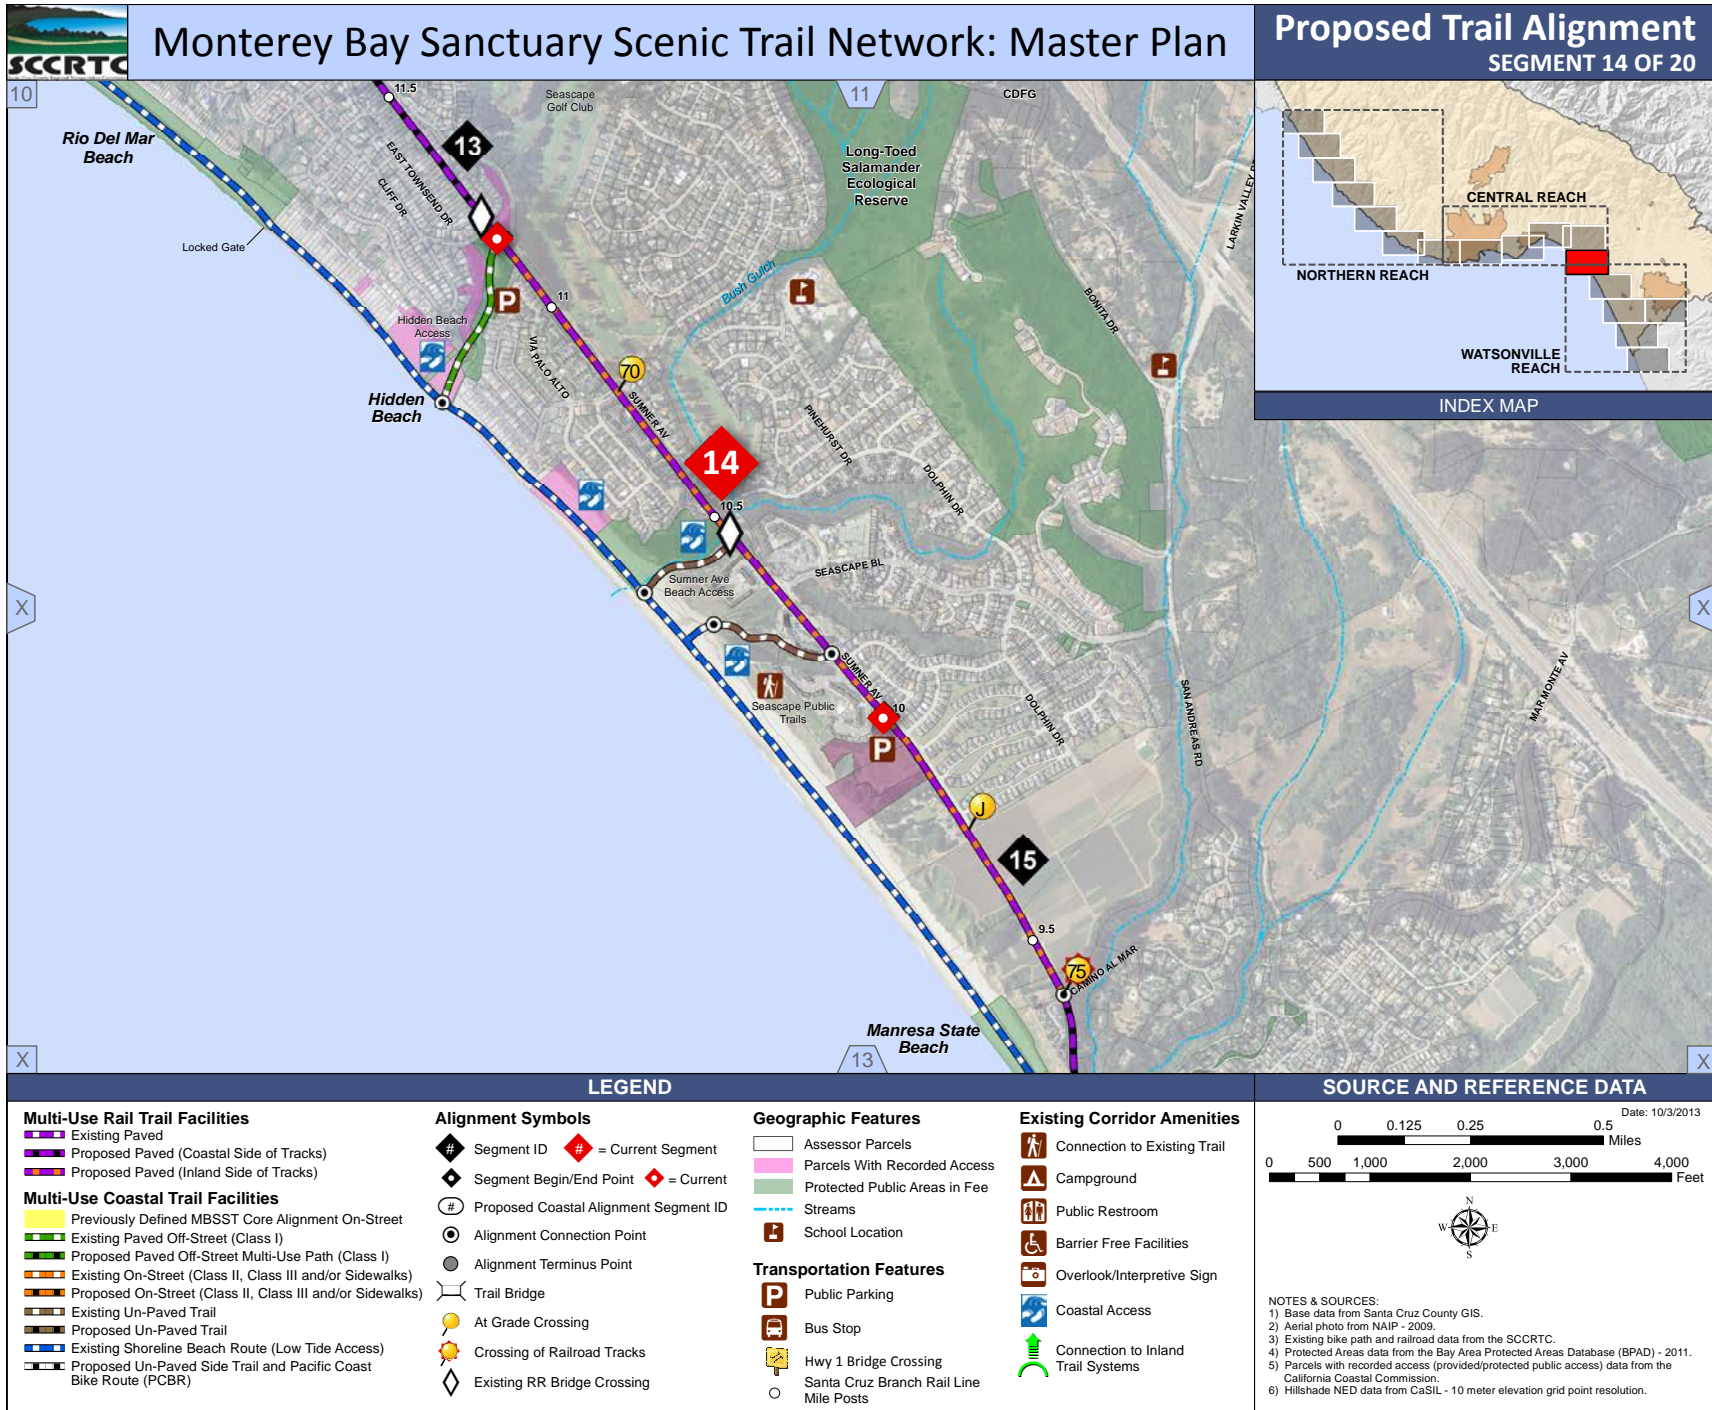 SCCRTC
Monterey Bay Sanctuary Scenic Trail Network: Master Plan
Proposed Trail Alignment
SEGMENT 14 OF 20
10
11
11.5
Seascape
Golf Club
CDFG
Rio Del Mar
Beach
13
EAST TOWNSEND DR
CLIFF DR
Long-Toed
Salamander
Ecological
Reserve
Locked Gate
Bush Gulch
P
11
Hidden Beach
Access
VIA PALO ALTO
70
SUMNER AV
BONITA DR
Hidden
Beach
PINEHURST DR
DOLPHIN DR
14
10.5
Sumner Ave
Beach Access
SEASCAPE BL
X
X
SUMNER AV
Seascape Public
Trails
10
P
DOLPHIN DR
SAN ANDREAS RD
MAR MONTE AV
J
15
9.5
75
CAMINO AL MAR
Manresa State
Beach
X
13
X
CENTRAL REACH
NORTHERN REACH
WATSONVILLE
REACH
INDEX MAP
LEGEND
Multi-Use Rail Trail Facilities
Existing Paved
Proposed Paved (Coastal Side of Tracks)
Proposed Paved (Inland Side of Tracks)
Multi-Use Coastal Trail Facilities
Previously Defined MBSST Core Alignment On-Street
Existing Paved Off-Street (Class I)
Proposed Paved Off-Street Multi-Use Path (Class I)
Existing On-Street (Class II, Class III and/or Sidewalks)
Proposed On-Street (Class II, Class III and/or Sidewalks)
Existing Un-Paved Trail
Proposed Un-Paved Trail
Existing Shoreline Beach Route (Low Tide Access)
Proposed Un-Paved Side Trail and Pacific Coast
Bike Route (PCBR)
Alignment Symbols
# Segment ID # = Current Segment
Segment Begin/End Point = Current
# Proposed Coastal Alignment Segment ID
Alignment Connection Point
Alignment Terminus Point
Trail Bridge
At Grade Crossing
Crossing of Railroad Tracks
Existing RR Bridge Crossing
Geographic Features
Assessor Parcels
Parcels With Recorded Access
Protected Public Areas in Fee
Streams
School Location
Transportation Features
P Public Parking
Bus Stop
Hwy 1 Bridge Crossing
Santa Cruz Branch Rail Line
Mile Posts
Existing Corridor Amenities
Connection to Existing Trail
Campground
Public Restroom
Barrier Free Facilities
Overlook/Interpretive Sign
Coastal Access
Connection to Inland
Trail Systems
SOURCE AND REFERENCE DATA
Date: 10/3/2013
0 0.125 0.25 0.5
Miles
0 500 1,000 2,000 3,000 4,000
Feet
N
W E
S
NOTES & SOURCES:
1) Base data from Santa Cruz County GIS.
2) Aerial photo from NAIP - 2009.
3) Existing bike path and railroad data from the SCCRTC.
4) Protected Areas data from the Bay Area Protected Areas Database (BPAD) - 2011.
5) Parcels with recorded access (provided/protected public access) data from the
California Coastal Commission.
6) Hillshade NED data from CaSIL - 10 meter elevation grid point resolution.